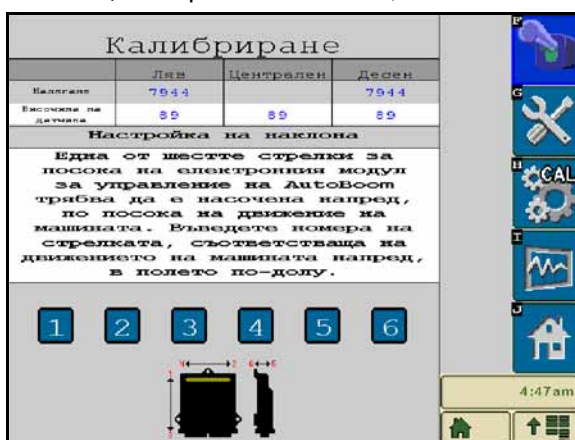 Калибриране
Ляв Централен Десен
7944 7944
Височина на датчика 89 89 89
Настройка на наклона
Една от шестте стрелки за
посока на електронния модул
за управление на AutoBoom
трябва да е насочена напред,
по посока на движение на
машината. Въведете номера на
стрелката, съответстваща на
движението на машината напред,
в полето по-долу.
1 2 3 4 5 6
F
G
H
CAL
I
J
4:47am